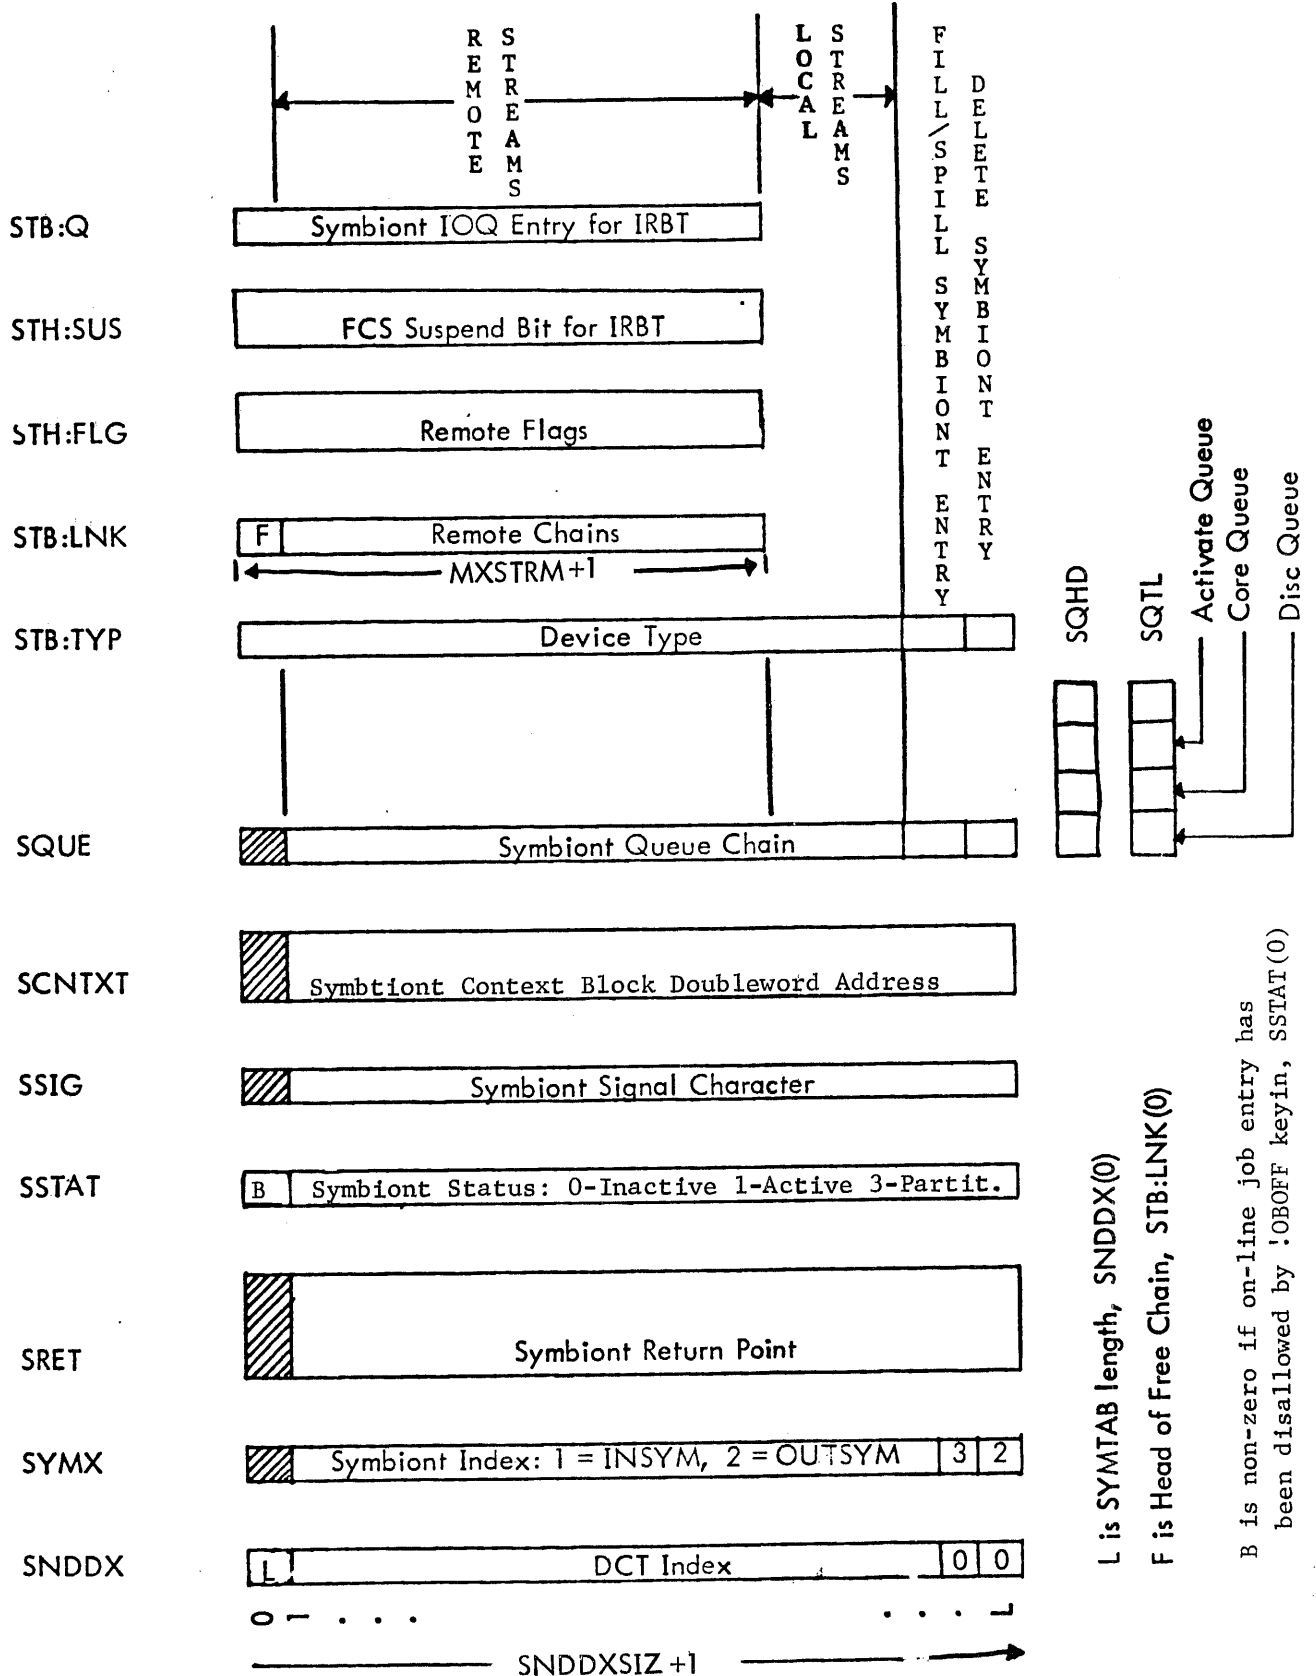 REMOTE
STREAMS
LOCAL
STREAMS
FILL/SPILL SYMBIONT ENTRY
DELETE SYMBIONT ENTRY
STB:Q
Symbiont IOQ Entry for IRBT
STH:SUS
FCS Suspend Bit for IRBT
STH:FLG
Remote Flags
STB:LNK
F
Remote Chains
MXSTRM+1
STB:TYP
Device Type
SQHD
SQTL
Activate Queue
Core Queue
Disc Queue
SQUE
Symbiont Queue Chain
SCNTXT
Symbtiont Context Block Doubleword Address
SSIG
Symbiont Signal Character
SSTAT
B
Symbiont Status: 0-Inactive 1-Active 3-Partit.
SRET
Symbiont Return Point
SYMX
Symbiont Index: 1 = INSYM, 2 = OUTSYM
3
2
SNDDX
L
DCT Index
0
0
0 1 . . . . . . L
SNDDXSIZ+1
L is SYMTAB length, SNDDX(0)
F is Head of Free Chain, STB:LNK(0)
B is non-zero if on-line job entry has
been disallowed by !OBOFF keyin, SSTAT(0)